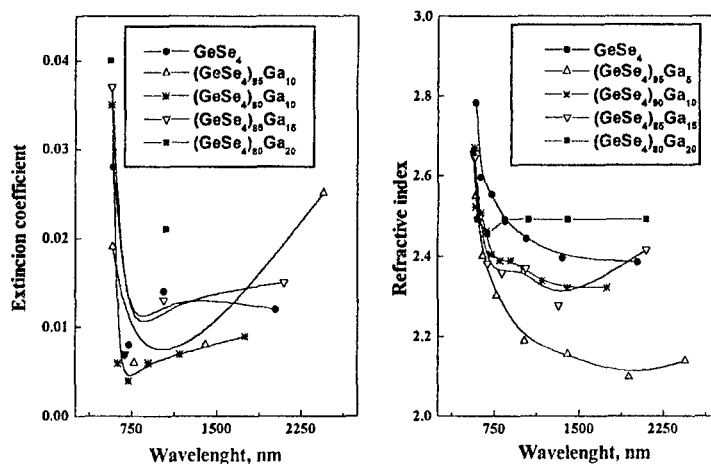 0.04
0.03
0.02
0.01
0.00
Extincion coefficient
GeSe4
(GeSe4)95Ga10
(GeSe4)90Ga10
(GeSe4)85Ga15
(GeSe4)80Ga20
750
1500
2250
Wavelenght, nm
3.0
2.8
2.6
2.4
2.2
2.0
Refractive index
GeSe4
(GeSe4)95Ga5
(GeSe4)90Ga10
(GeSe4)85Ga15
(GeSe4)80Ga20
750
1500
2250
Wavelenght, nm